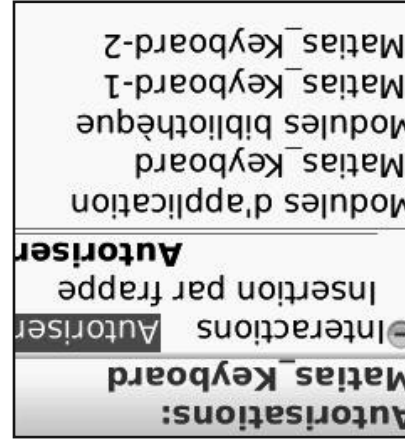 Autorisations:
Matias_Keyboard
Interactions Autoriser
Insertion par frappe
Autoriser
Modules d'application
Matias_Keyboard
Modules bibliothèque
Matias_Keyboard-1
Matias_Keyboard-2